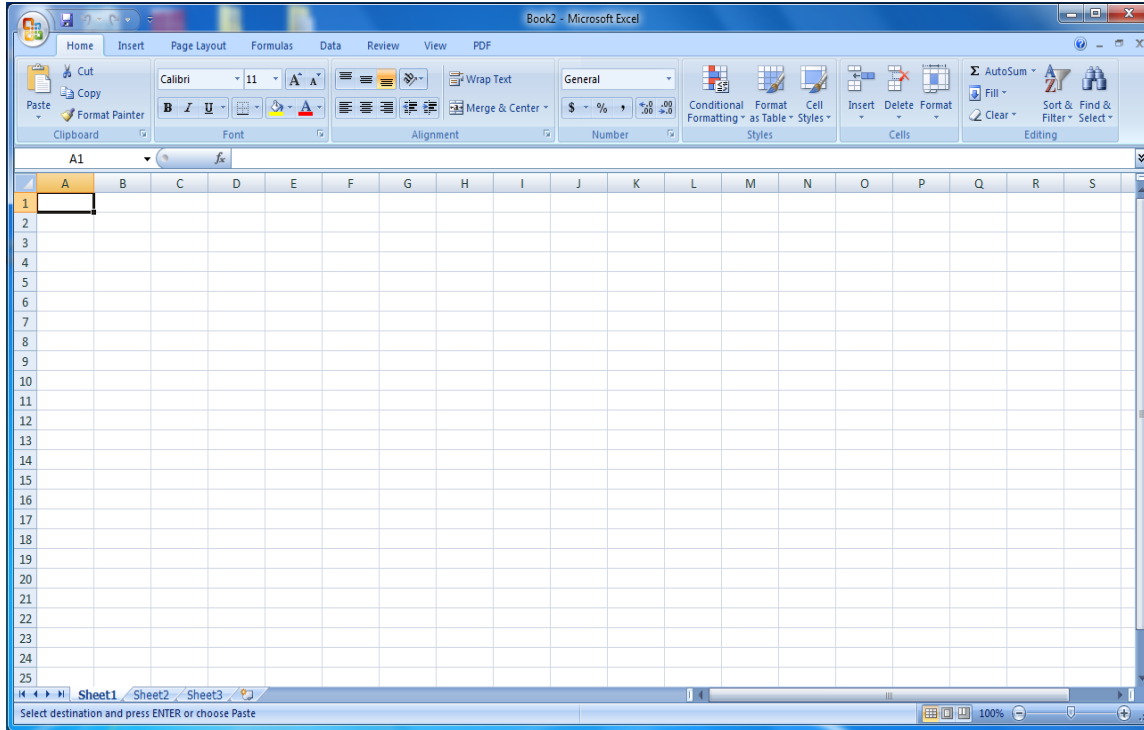 Book2 - Microsoft Excel
Home Insert Page Layout Formulas Data Review View PDF
Paste
Cut
Copy
Format Painter
Clipboard
Calibri 11 A A
B I U A
Font
Wrap Text
Merge & Center
Alignment
General
$ % , .0 .00 .00 .0
Number
Conditional Formatting
Format as Table
Cell Styles
Styles
Insert Delete Format
Cells
Σ AutoSum
Fill
Clear
Sort & Filter
Find & Select
Editing
A1 fx
A B C D E F G H I J K L M N O P Q R S
1
2
3
4
5
6
7
8
9
10
11
12
13
14
15
16
17
18
19
20
21
22
23
24
25
Sheet1 Sheet2 Sheet3
Select destination and press ENTER or choose Paste 100%